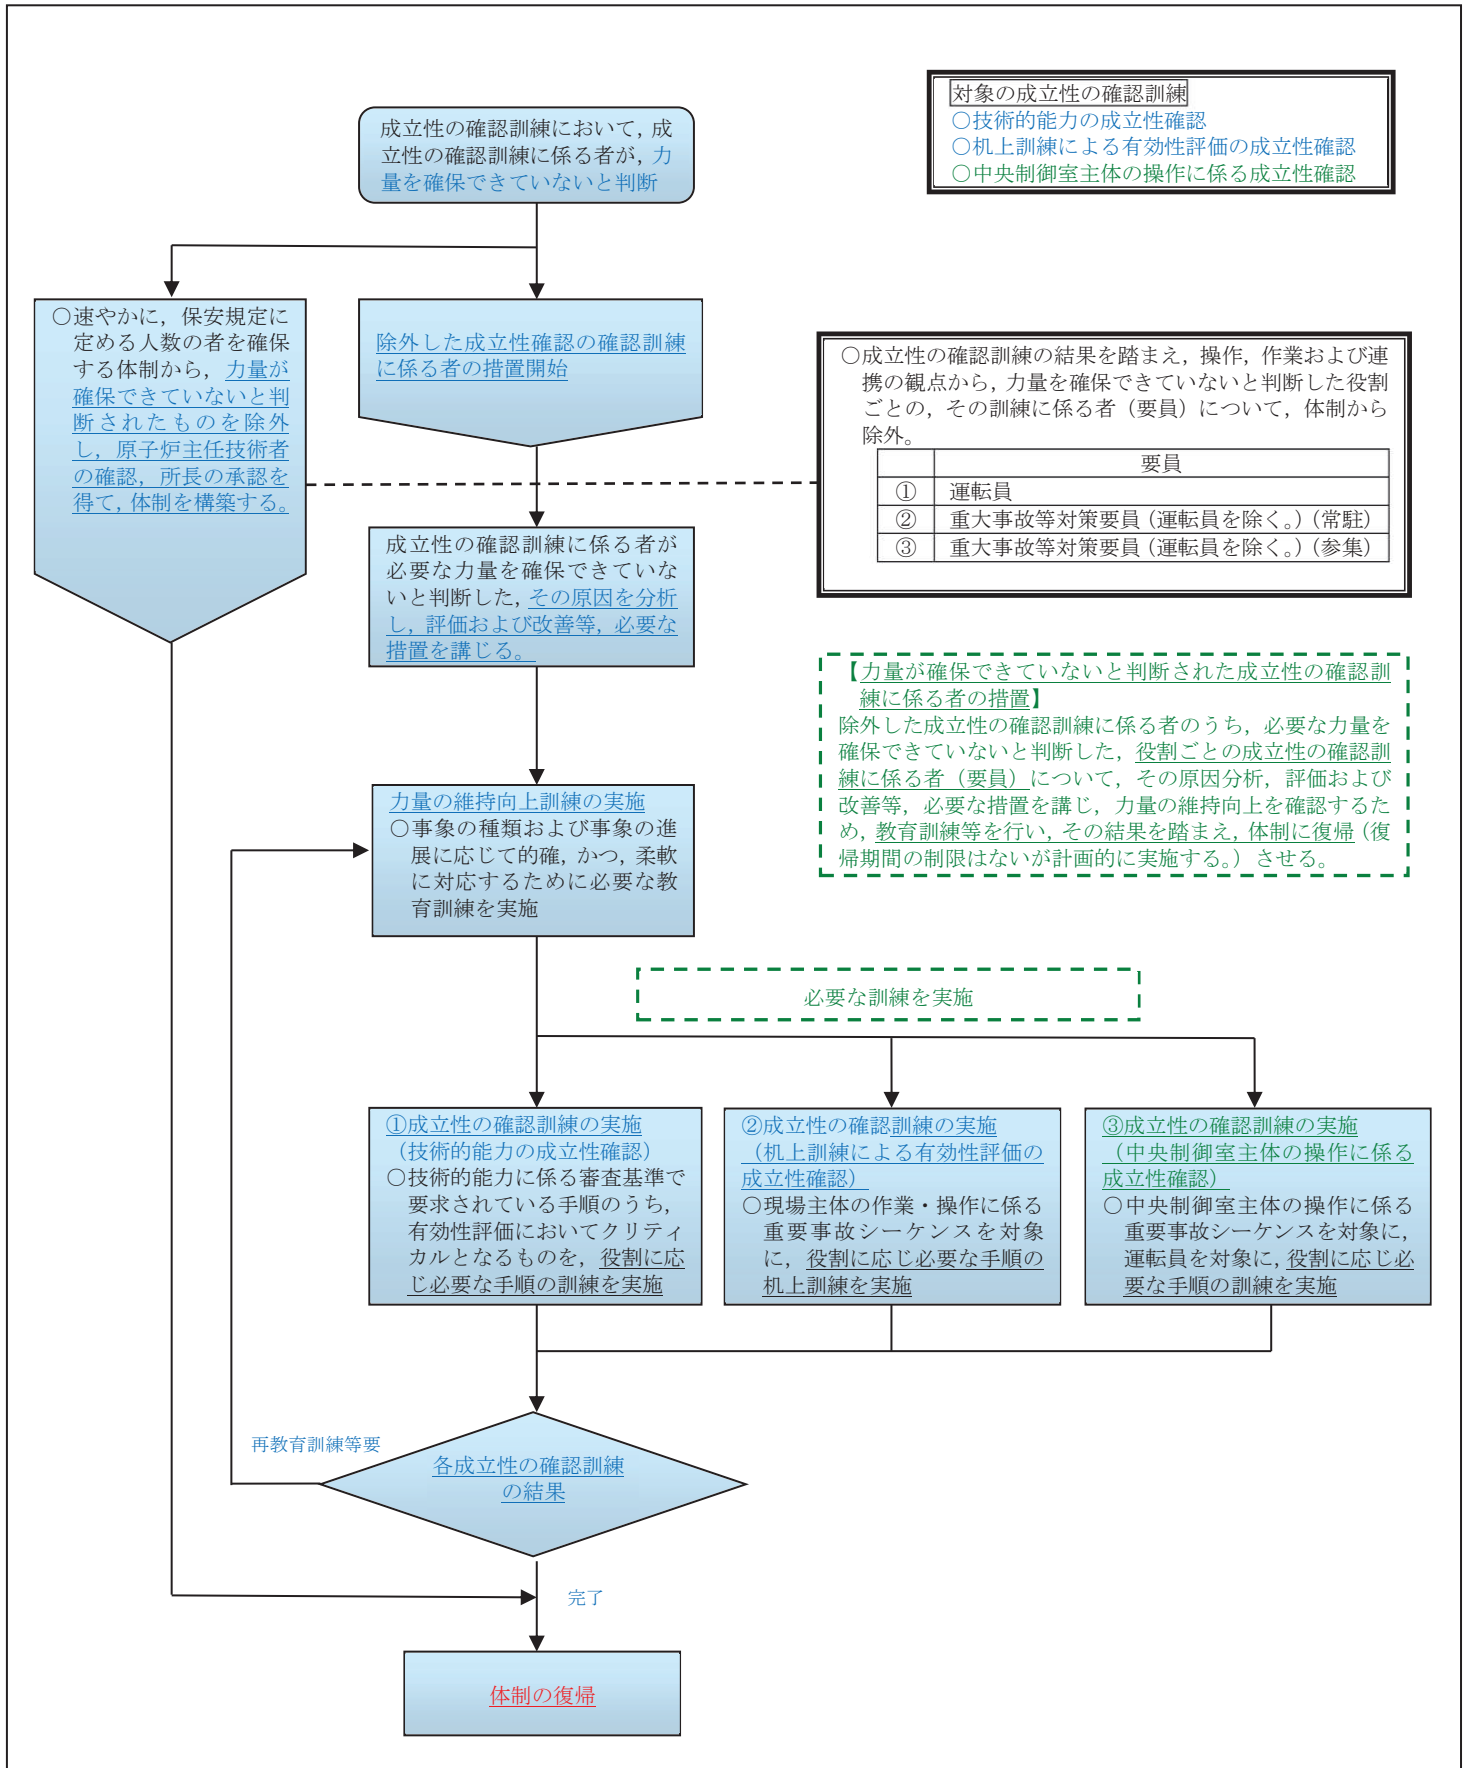 対象の成立性の確認訓練
○技術的能力の成立性確認
○机上訓練による有効性評価の成立性確認
○中央制御室主体の操作に係る成立性確認
成立性の確認訓練において，成
立性の確認訓練に係る者が，力
量を確保できていないと判断
○速やかに，保安規定に
定める人数の者を確保
する体制から，力量が
確保できていないと判
断されたものを除外
し，原子炉主任技術者
の確認，所長の承認を
得て，体制を構築する。
除外した成立性確認の確認訓練
に係る者の措置開始
○成立性の確認訓練の結果を踏まえ，操作，作業および連
携の観点から，力量を確保できていないと判断した役割
ごとの，その訓練に係る者（要員）について，体制から
除外。
要員
① 運転員
② 重大事故等対策要員（運転員を除く。）（常駐）
③ 重大事故等対策要員（運転員を除く。）（参集）
成立性の確認訓練に係る者が
必要な力量を確保できていな
いと判断した，その原因を分析
し，評価および改善等，必要な
措置を講じる。
【力量が確保できていないと判断された成立性の確認訓
練に係る者の措置】
除外した成立性の確認訓練に係る者のうち，必要な力量を
確保できていないと判断した，役割ごとの成立性の確認訓
練に係る者（要員）について，その原因分析，評価および
改善等，必要な措置を講じ，力量の維持向上を確認するた
め，教育訓練等を行い，その結果を踏まえ，体制に復帰（復
帰期間の制限はないが計画的に実施する。）させる。
力量の維持向上訓練の実施
○事象の種類および事象の進
展に応じて的確，かつ，柔軟
に対応するために必要な教
育訓練を実施
必要な訓練を実施
①成立性の確認訓練の実施
（技術的能力の成立性確認）
○技術的能力に係る審査基準で
要求されている手順のうち，
有効性評価においてクリティ
カルとなるものを，役割に応
じ必要な手順の訓練を実施
②成立性の確認訓練の実施
（机上訓練による有効性評価の
成立性確認）
○現場主体の作業・操作に係る
重要事故シーケンスを対象
に，役割に応じ必要な手順の
机上訓練を実施
③成立性の確認訓練の実施
（中央制御室主体の操作に係る
成立性確認）
○中央制御室主体の操作に係る
重要事故シーケンスを対象に，
運転員を対象に，役割に応じ必
要な手順の訓練を実施
再教育訓練等要
各成立性の確認訓練
の結果
完了
体制の復帰